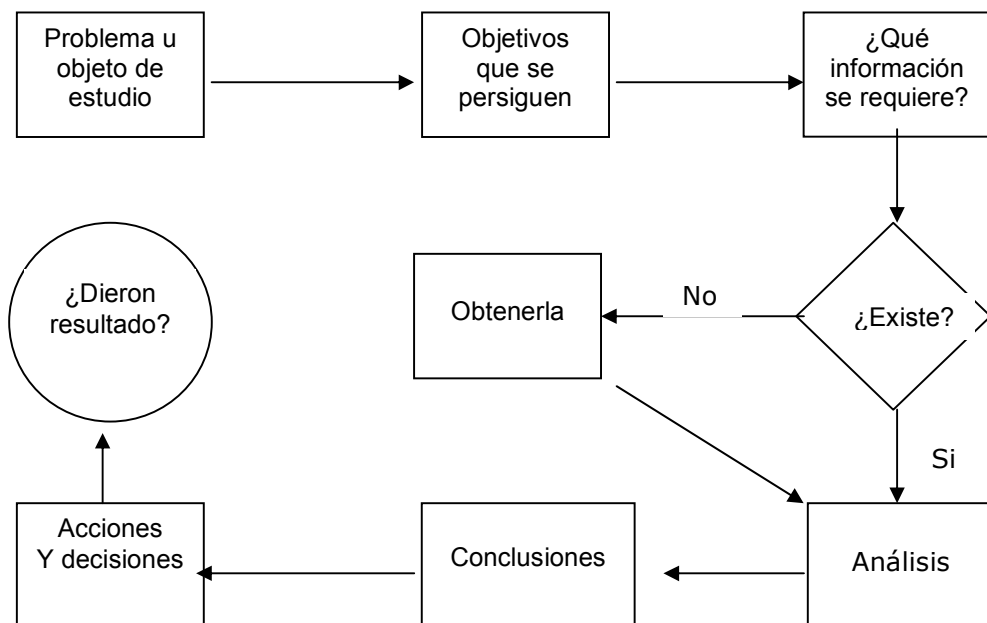 Problema u
objeto de
estudio
Objetivos
que se
persiguen
¿Qué
información
se requiere?
¿Dieron
resultado?
Obtenerla
No
¿Existe?
Si
Acciones
Y decisiones
Conclusiones
Análisis